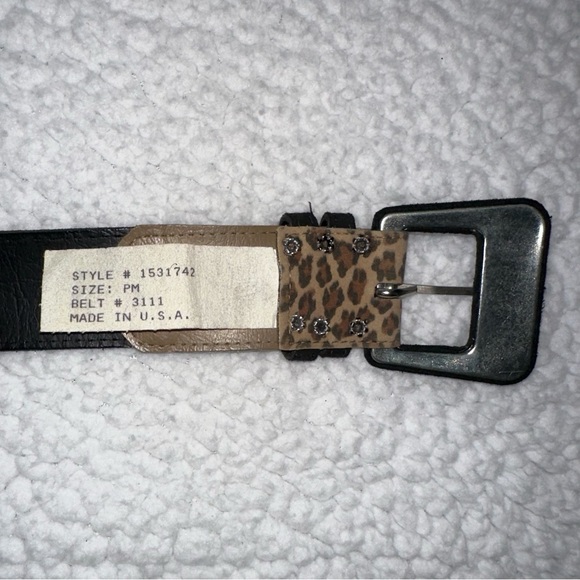 STYLE # 1531742
SIZE: PM
BELT # 3111
MADE IN U.S.A.